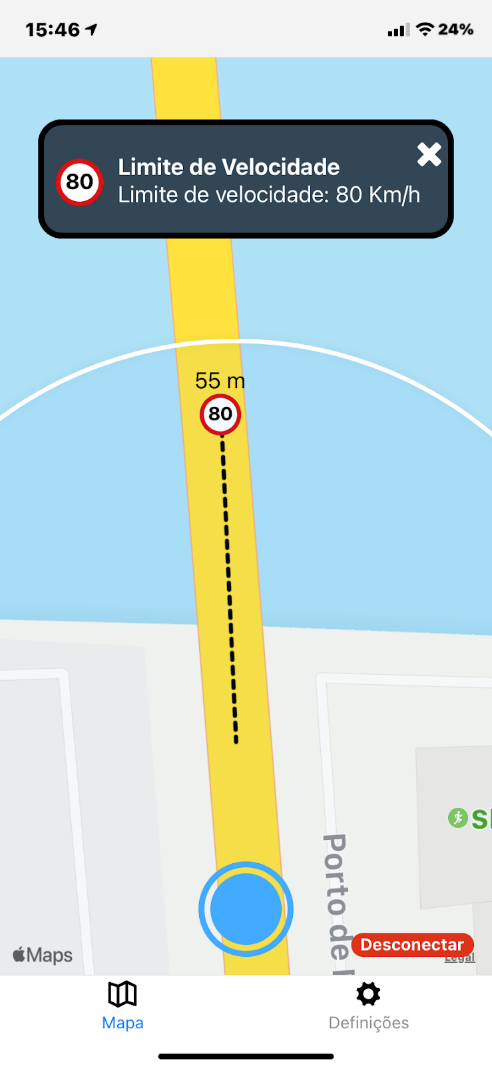 15:46
24%
80
Limite de Velocidade
Limite de velocidade: 80 Km/h
55 m
80
Porto de
Desconectar
Maps
Legal
Mapa
Definições